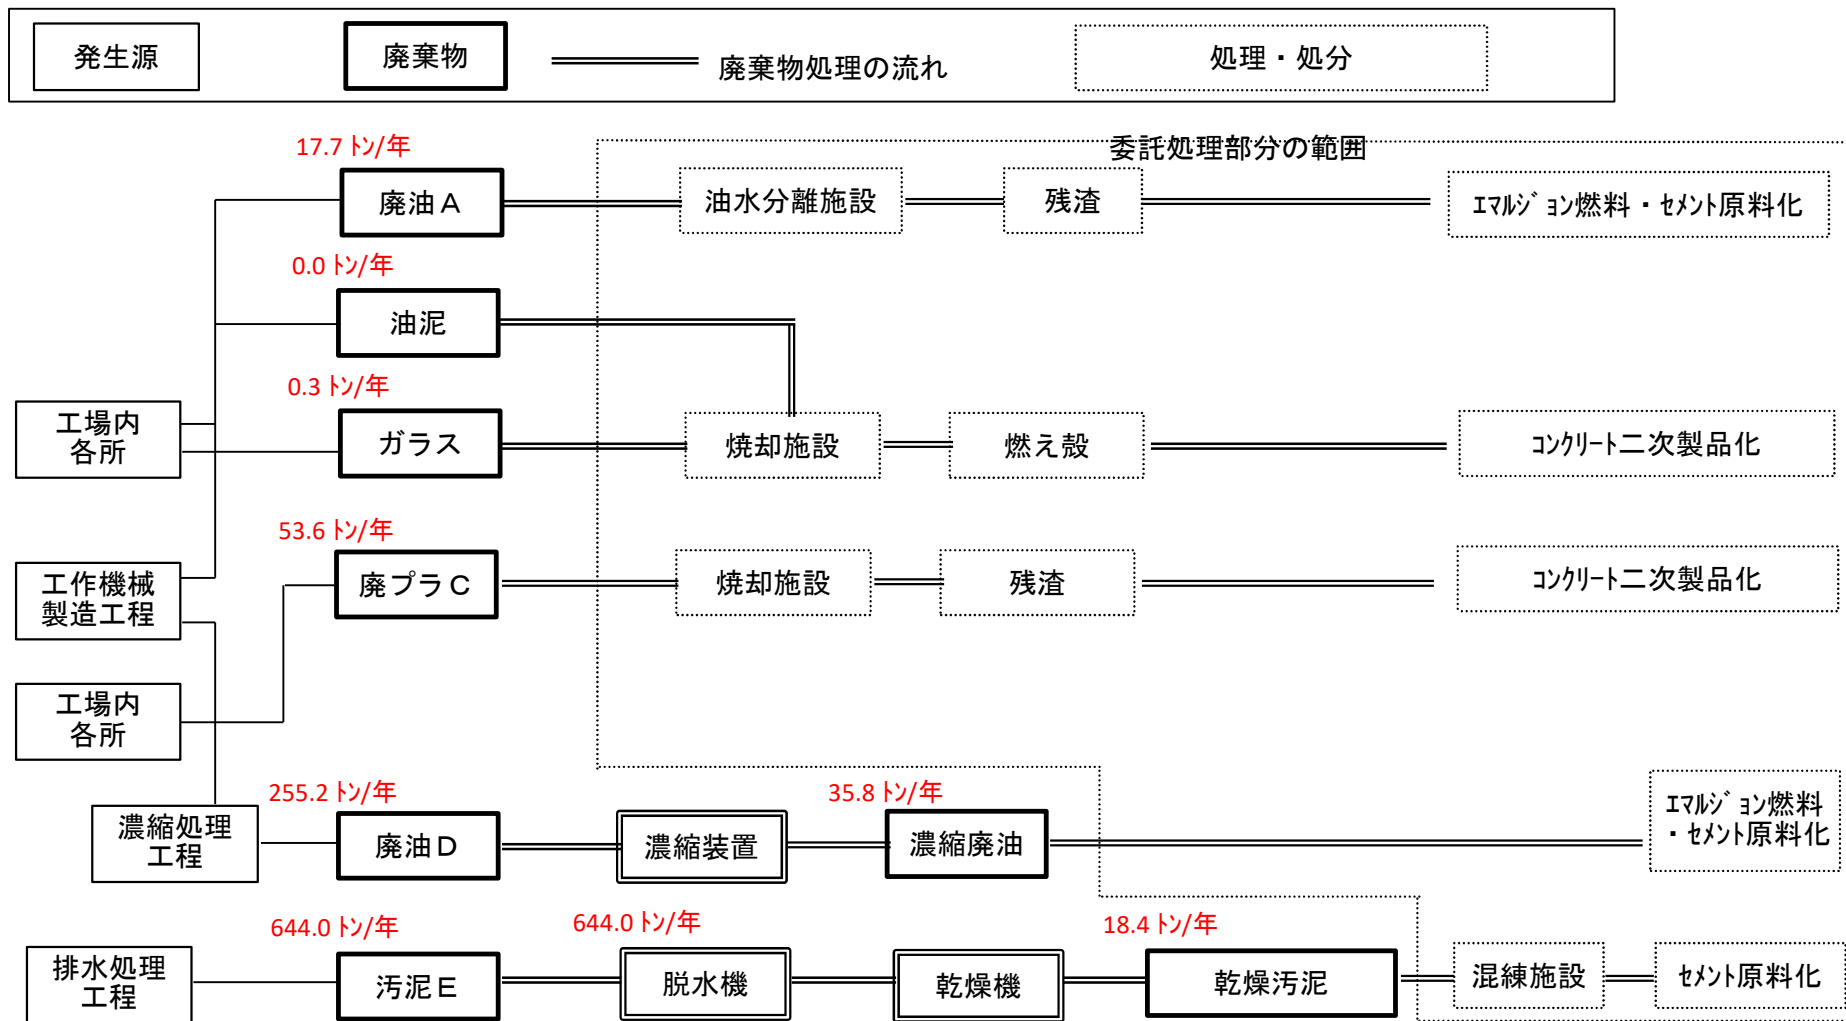 発生源
廃棄物
廃棄物処理の流れ
処理・処分
委託処理部分の範囲
17.7 ﾄﾝ/年
廃油Ａ
油水分離施設
残渣
ｴﾏﾙｼﾞｮﾝ燃料・ｾﾒﾝﾄ原料化
0.0 ﾄﾝ/年
油泥
0.3 ﾄﾝ/年
工場内
各所
ガラス
焼却施設
燃え殻
ｺﾝｸﾘｰﾄ二次製品化
53.6 ﾄﾝ/年
工作機械
製造工程
廃プラＣ
焼却施設
残渣
ｺﾝｸﾘｰﾄ二次製品化
工場内
各所
255.2 ﾄﾝ/年
35.8 ﾄﾝ/年
濃縮処理
工程
廃油Ｄ
濃縮装置
濃縮廃油
ｴﾏﾙｼﾞｮﾝ燃料
・ｾﾒﾝﾄ原料化
644.0 ﾄﾝ/年
644.0 ﾄﾝ/年
18.4 ﾄﾝ/年
排水処理
工程
汚泥Ｅ
脱水機
乾燥機
乾燥汚泥
混練施設
ｾﾒﾝﾄ原料化